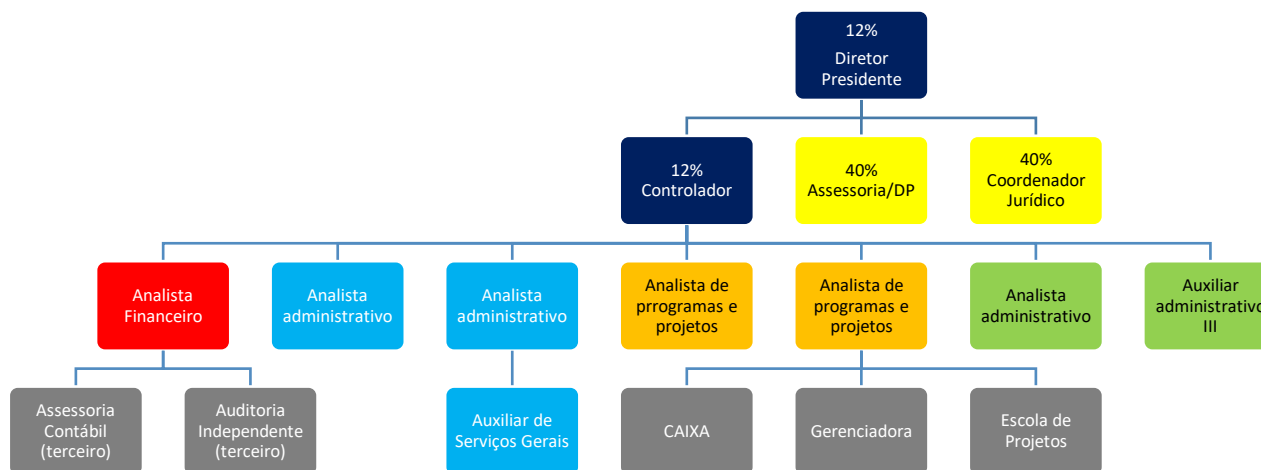 12%
Diretor
Presidente
12%
Controlador
40%
Assessoria/DP
40%
Coordenador
Jurídico
Analista
Financeiro
Analista
administrativo
Analista
administrativo
Analista de
prrogramas e
projetos
Analista de
programas e
projetos
Analista
administrativo
Auxiliar
administrativo
III
Assessoria
Contábil
(terceiro)
Auditoria
Independente
(terceiro)
Auxiliar de
Serviços Gerais
CAIXA
Gerenciadora
Escola de
Projetos